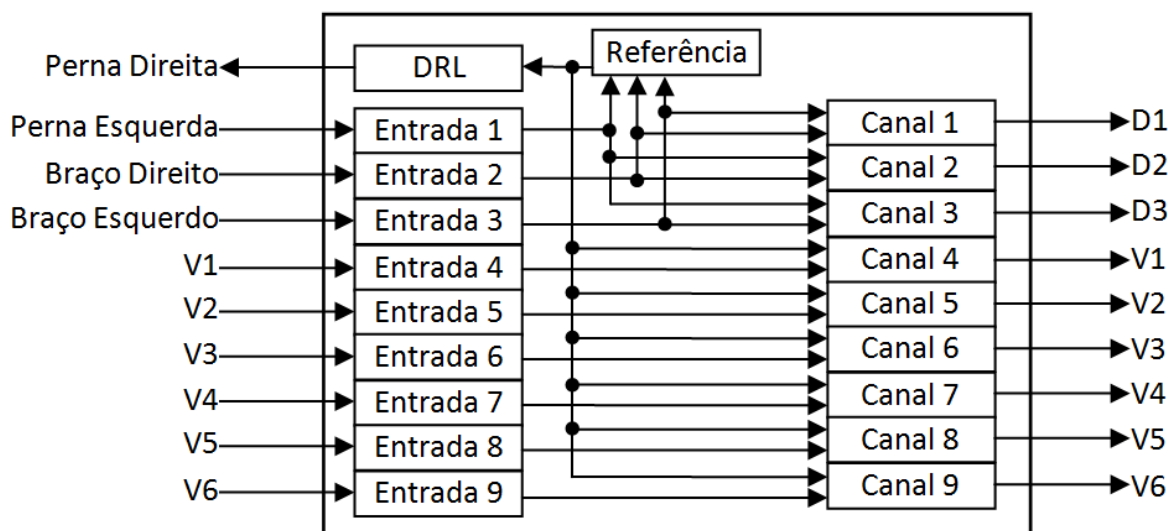 Perna Direita
DRL
Referência
Perna Esquerda
Entrada 1
Canal 1
D1
Braço Direito
Entrada 2
Canal 2
D2
Braço Esquerdo
Entrada 3
Canal 3
D3
V1
Entrada 4
Canal 4
V1
V2
Entrada 5
Canal 5
V2
V3
Entrada 6
Canal 6
V3
V4
Entrada 7
Canal 7
V4
V5
Entrada 8
Canal 8
V5
V6
Entrada 9
Canal 9
V6